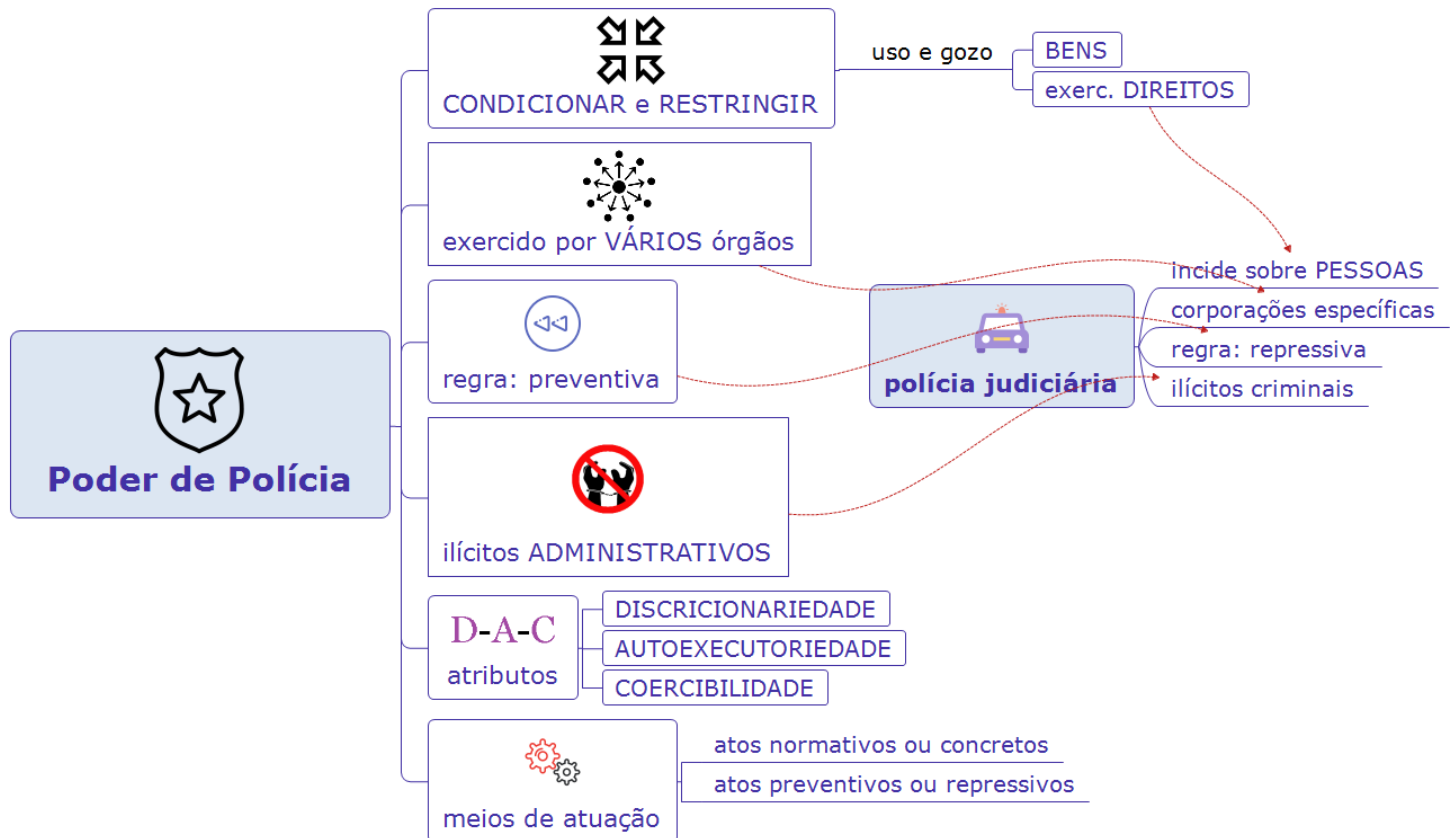 CONDICIONAR e RESTRINGIR
uso e gozo
BENS
exerc. DIREITOS
exercido por VÁRIOS órgãos
regra: preventiva
ilícitos ADMINISTRATIVOS
Poder de Polícia
polícia judiciária
incide sobre PESSOAS
corporações específicas
regra: repressiva
ilícitos criminais
D-A-C
atributos
DISCRICIONARIEDADE
AUTOEXECUTORIEDADE
COERCIBILIDADE
meios de atuação
atos normativos ou concretos
atos preventivos ou repressivos